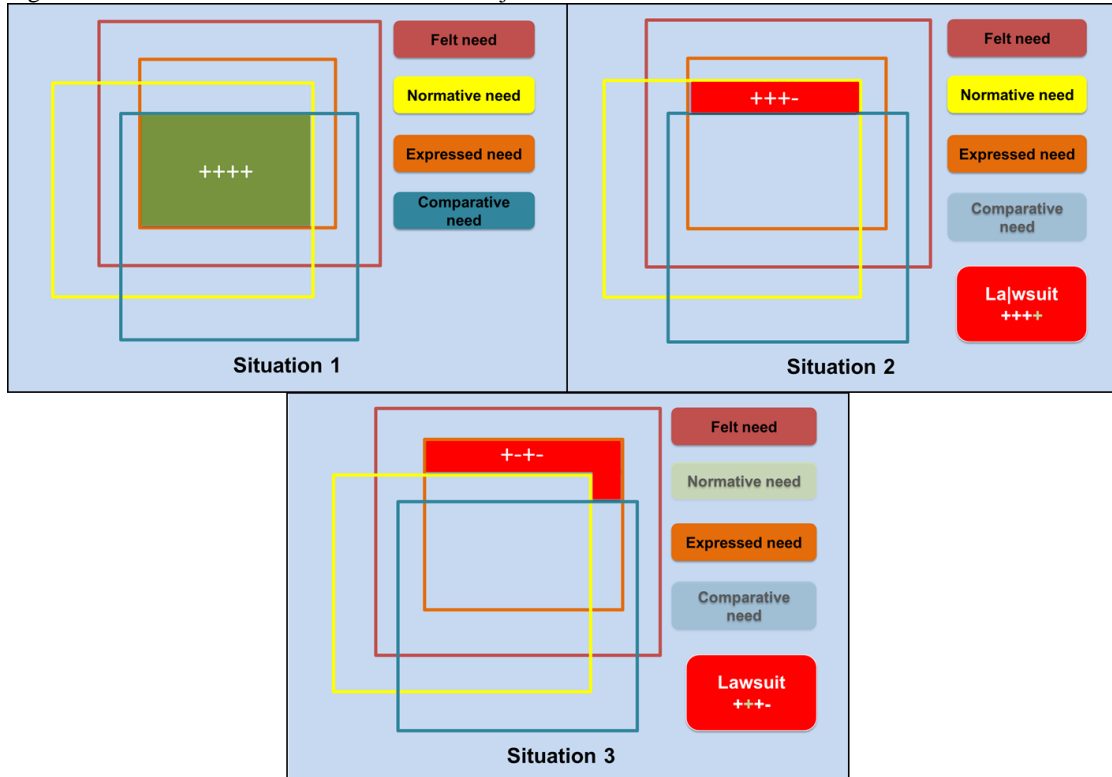 Felt need
Normative need
Expressed need
Comparative
need
++++
Situation 1
Felt need
Normative need
Expressed need
Comparative
need
+++-
La|wsuit
++++
Situation 2
Felt need
Normative need
Expressed need
Comparative
need
+-+-
Lawsuit
+++-
Situation 3